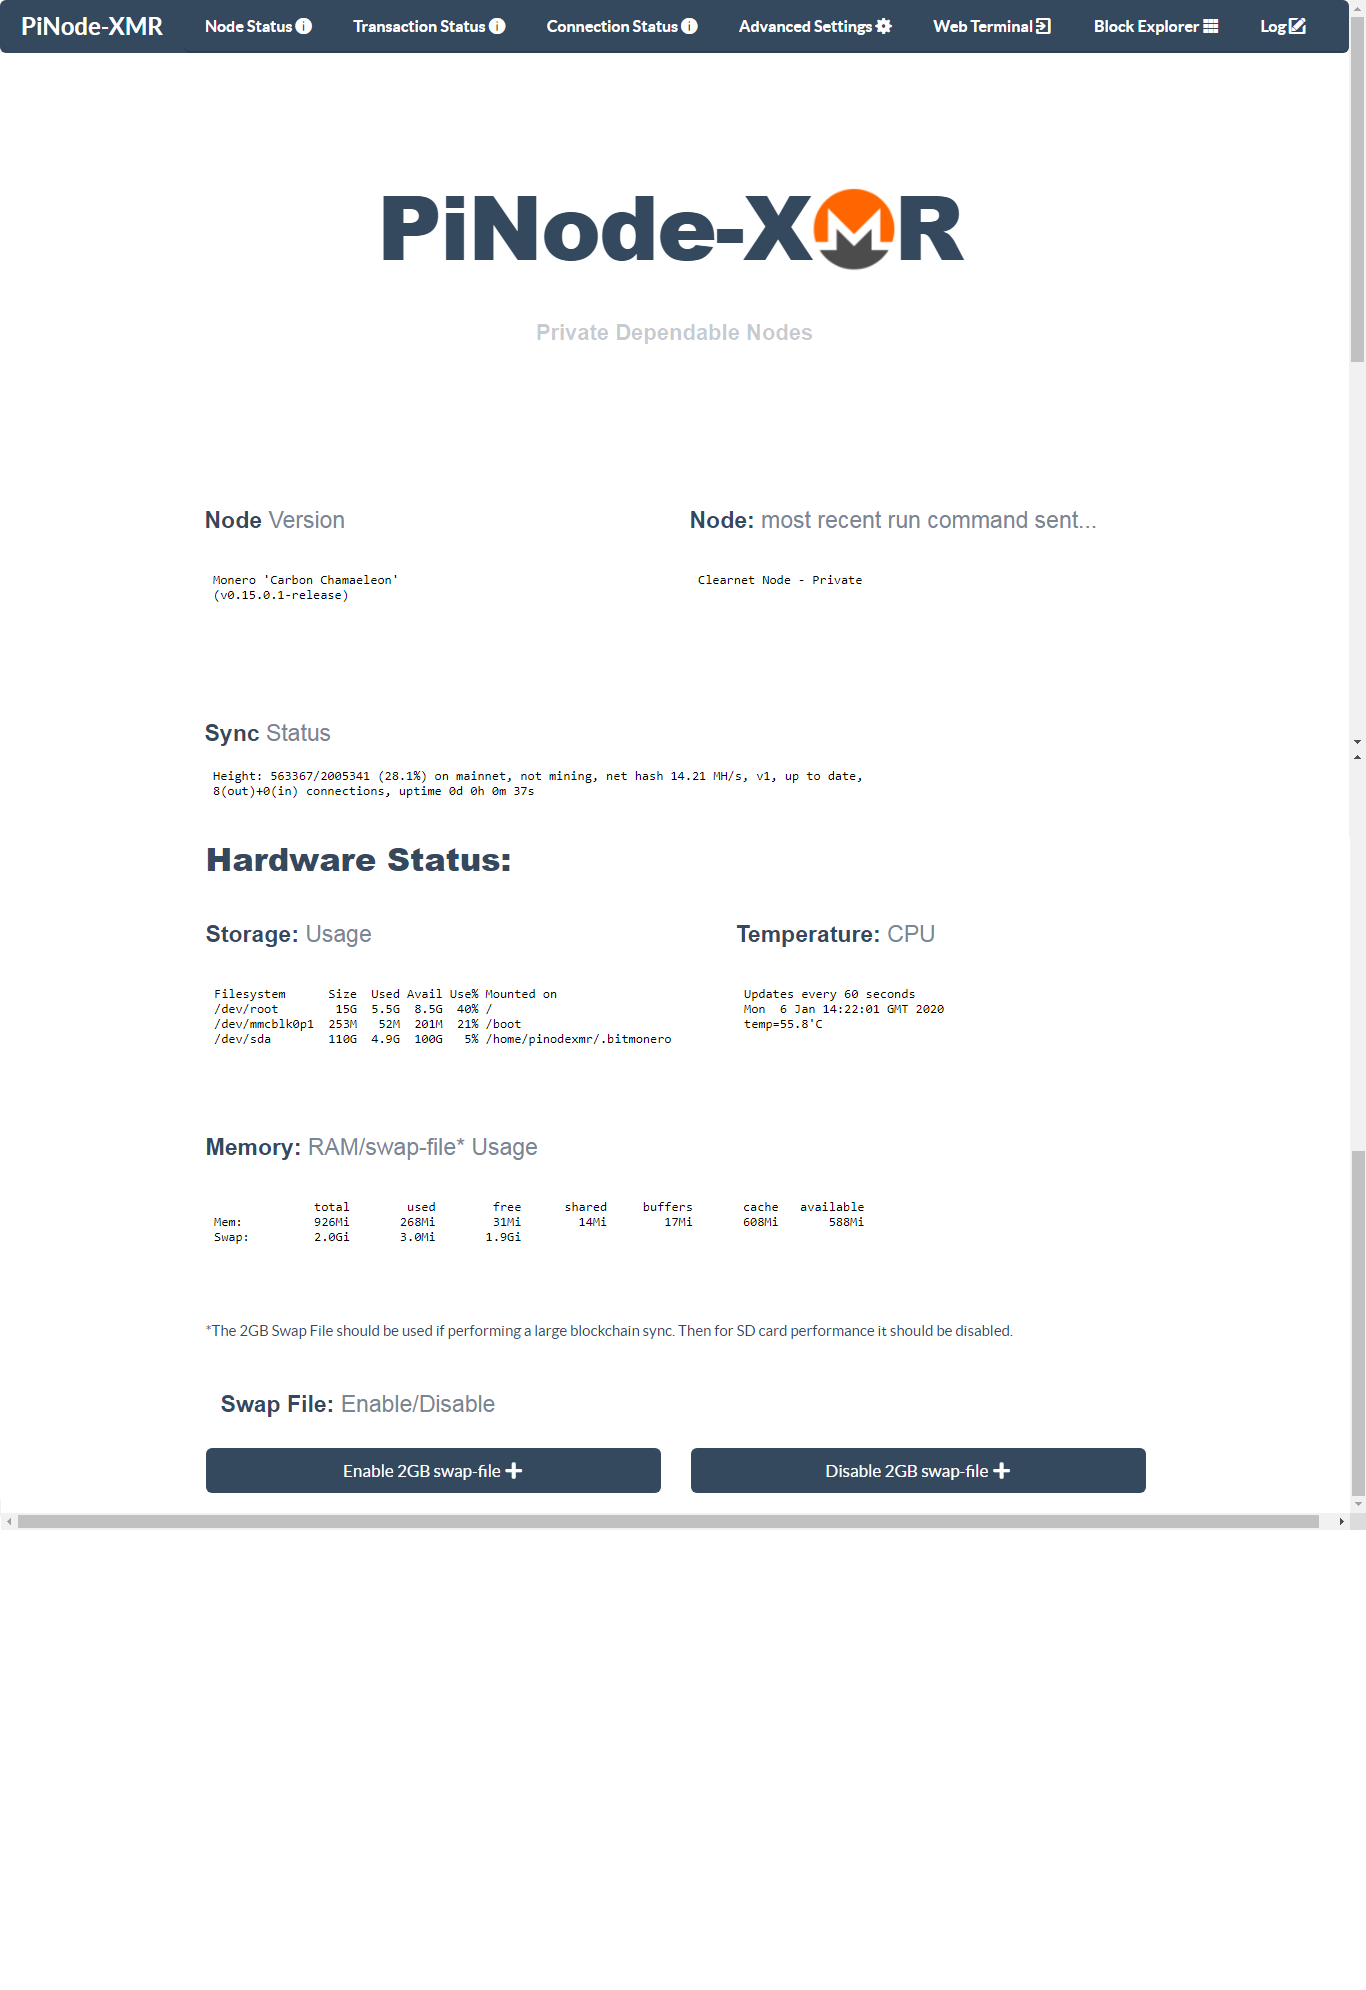 PiNode-XMR Node Status Transaction Status Connection Status Advanced Settings Web Terminal Block Explorer Log
PiNode-XMR
Private Dependable Nodes
Node Version
Monero 'Carbon Chamaeleon'
(v0.15.0.1-release)
Node: most recent run command sent...
Clearnet Node - Private
Sync Status
Height: 563367/2005341 (28.1%) on mainnet, not mining, net hash 14.21 MH/s, v1, up to date,
8(out)+0(in) connections, uptime 0d 0h 0m 37s
Hardware Status:
Storage: Usage
Filesystem Size Used Avail Use% Mounted on
/dev/root 15G 5.5G 8.5G 40% /
/dev/mmcblk0p1 253M 52M 201M 21% /boot
/dev/sda 110G 4.9G 100G 5% /home/pinodexmr/.bitmonero
Temperature: CPU
Updates every 60 seconds
Mon 6 Jan 14:22:01 GMT 2020
temp=55.8'C
Memory: RAM/swap-file* Usage
total used free shared buffers cache available
Mem: 926Mi 268Mi 31Mi 14Mi 17Mi 608Mi 588Mi
Swap: 2.0Gi 3.0Mi 1.9Gi
*The 2GB Swap File should be used if performing a large blockchain sync. Then for SD card performance it should be disabled.
Swap File: Enable/Disable
Enable 2GB swap-file
Disable 2GB swap-file